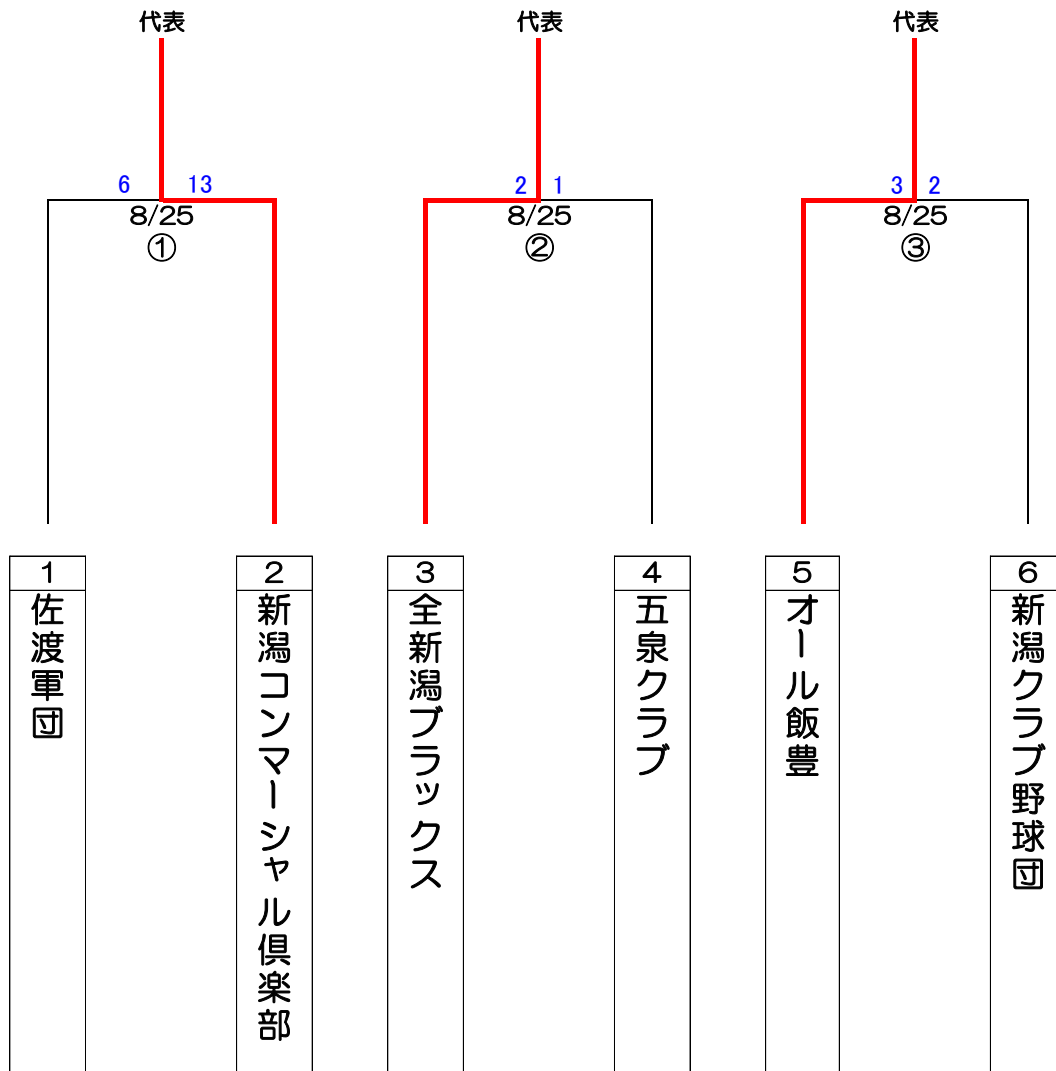 代表
代表
代表
6 13
2 1
3 2
8/25
8/25
8/25
①
②
③
1
2
3
4
5
6
佐渡軍団
新潟コンマーシャル倶楽部
全新潟ブラックス
五泉クラブ
オール飯豊
新潟クラブ野球団